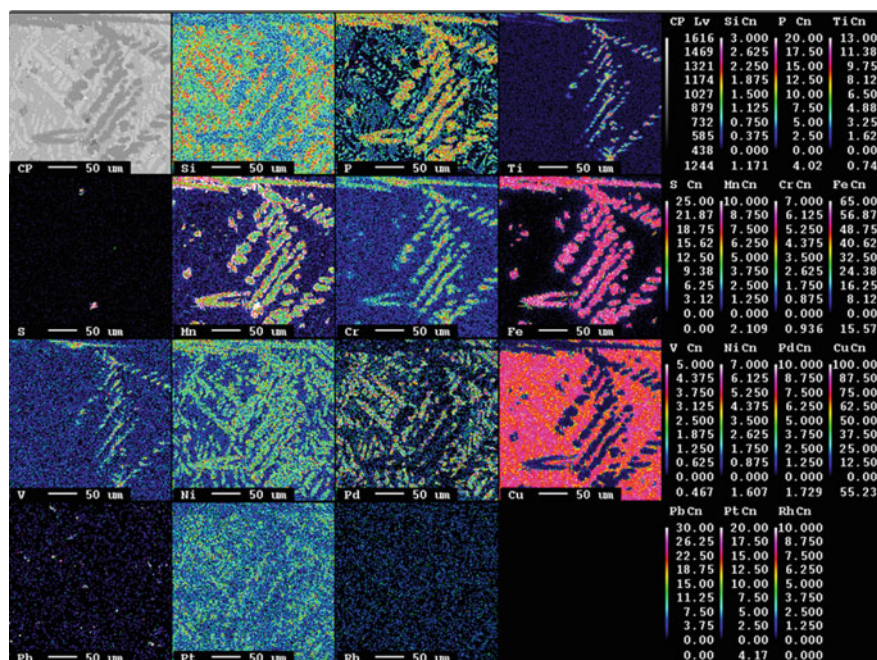 CP Lv SiCn P Cn TiCn
1616 3.000 20.00 13.00
1469 2.625 17.50 11.38
1321 2.250 15.00 9.75
1174 1.875 12.50 8.12
1027 1.500 10.00 6.50
879 1.125 7.50 4.88
732 0.750 5.00 3.25
585 0.375 2.50 1.62
438 0.000 0.00 0.00
1244 1.171 4.02 0.74
CP 50 um Si 50 um P 50 um Ti 50 um
S Cn MnCn CrCn FeCn
25.00 10.000 7.000 65.00
21.87 8.750 6.125 56.87
18.75 7.500 5.250 48.75
15.62 6.250 4.375 40.62
12.50 5.000 3.500 32.50
9.38 3.750 2.625 24.38
6.25 2.500 1.750 16.25
3.12 1.250 0.875 8.12
0.00 0.000 0.000 0.00
0.00 2.109 0.936 15.57
S 50 um Mn 50 um Cr 50 um Fe 50 um
V Cn NiCn PdCn CuCn
5.000 7.000 10.000 100.00
4.375 6.125 8.750 87.50
3.750 5.250 7.500 75.00
3.125 4.375 6.250 62.50
2.500 3.500 5.000 50.00
1.875 2.625 3.750 37.50
1.250 1.750 2.500 25.00
0.625 0.875 1.250 12.50
0.000 0.000 0.000 0.00
0.467 1.607 1.729 55.23
V 50 um Ni 50 um Pd 50 um Cu 50 um
PbCn PtCn RhCn
30.00 20.00 10.000
26.25 17.50 8.750
22.50 15.00 7.500
18.75 12.50 6.250
15.00 10.00 5.000
11.25 7.50 3.750
7.50 5.00 2.500
3.75 2.50 1.250
0.00 0.00 0.000
0.00 4.17 0.000
Pb 50 um Pt 50 um Rh 50 um